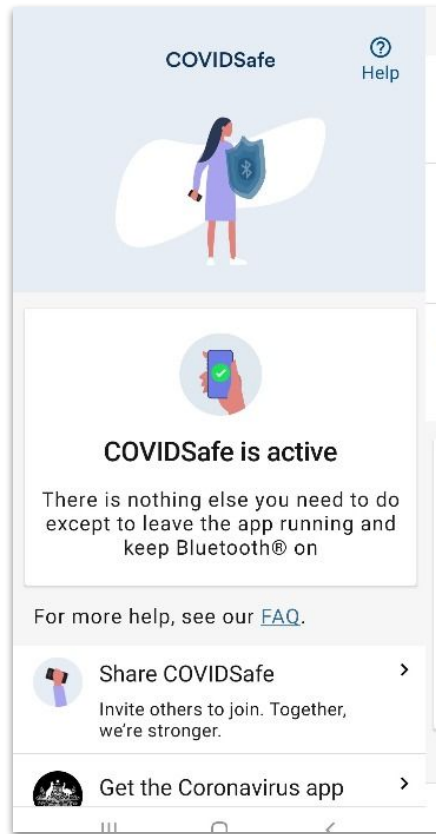 COVIDSafe
Help
COVIDSafe is active
There is nothing else you need to do
except to leave the app running and
keep Bluetooth® on
For more help, see our FAQ.
Share COVIDSafe
Invite others to join. Together,
we’re stronger.
Get the Coronavirus app